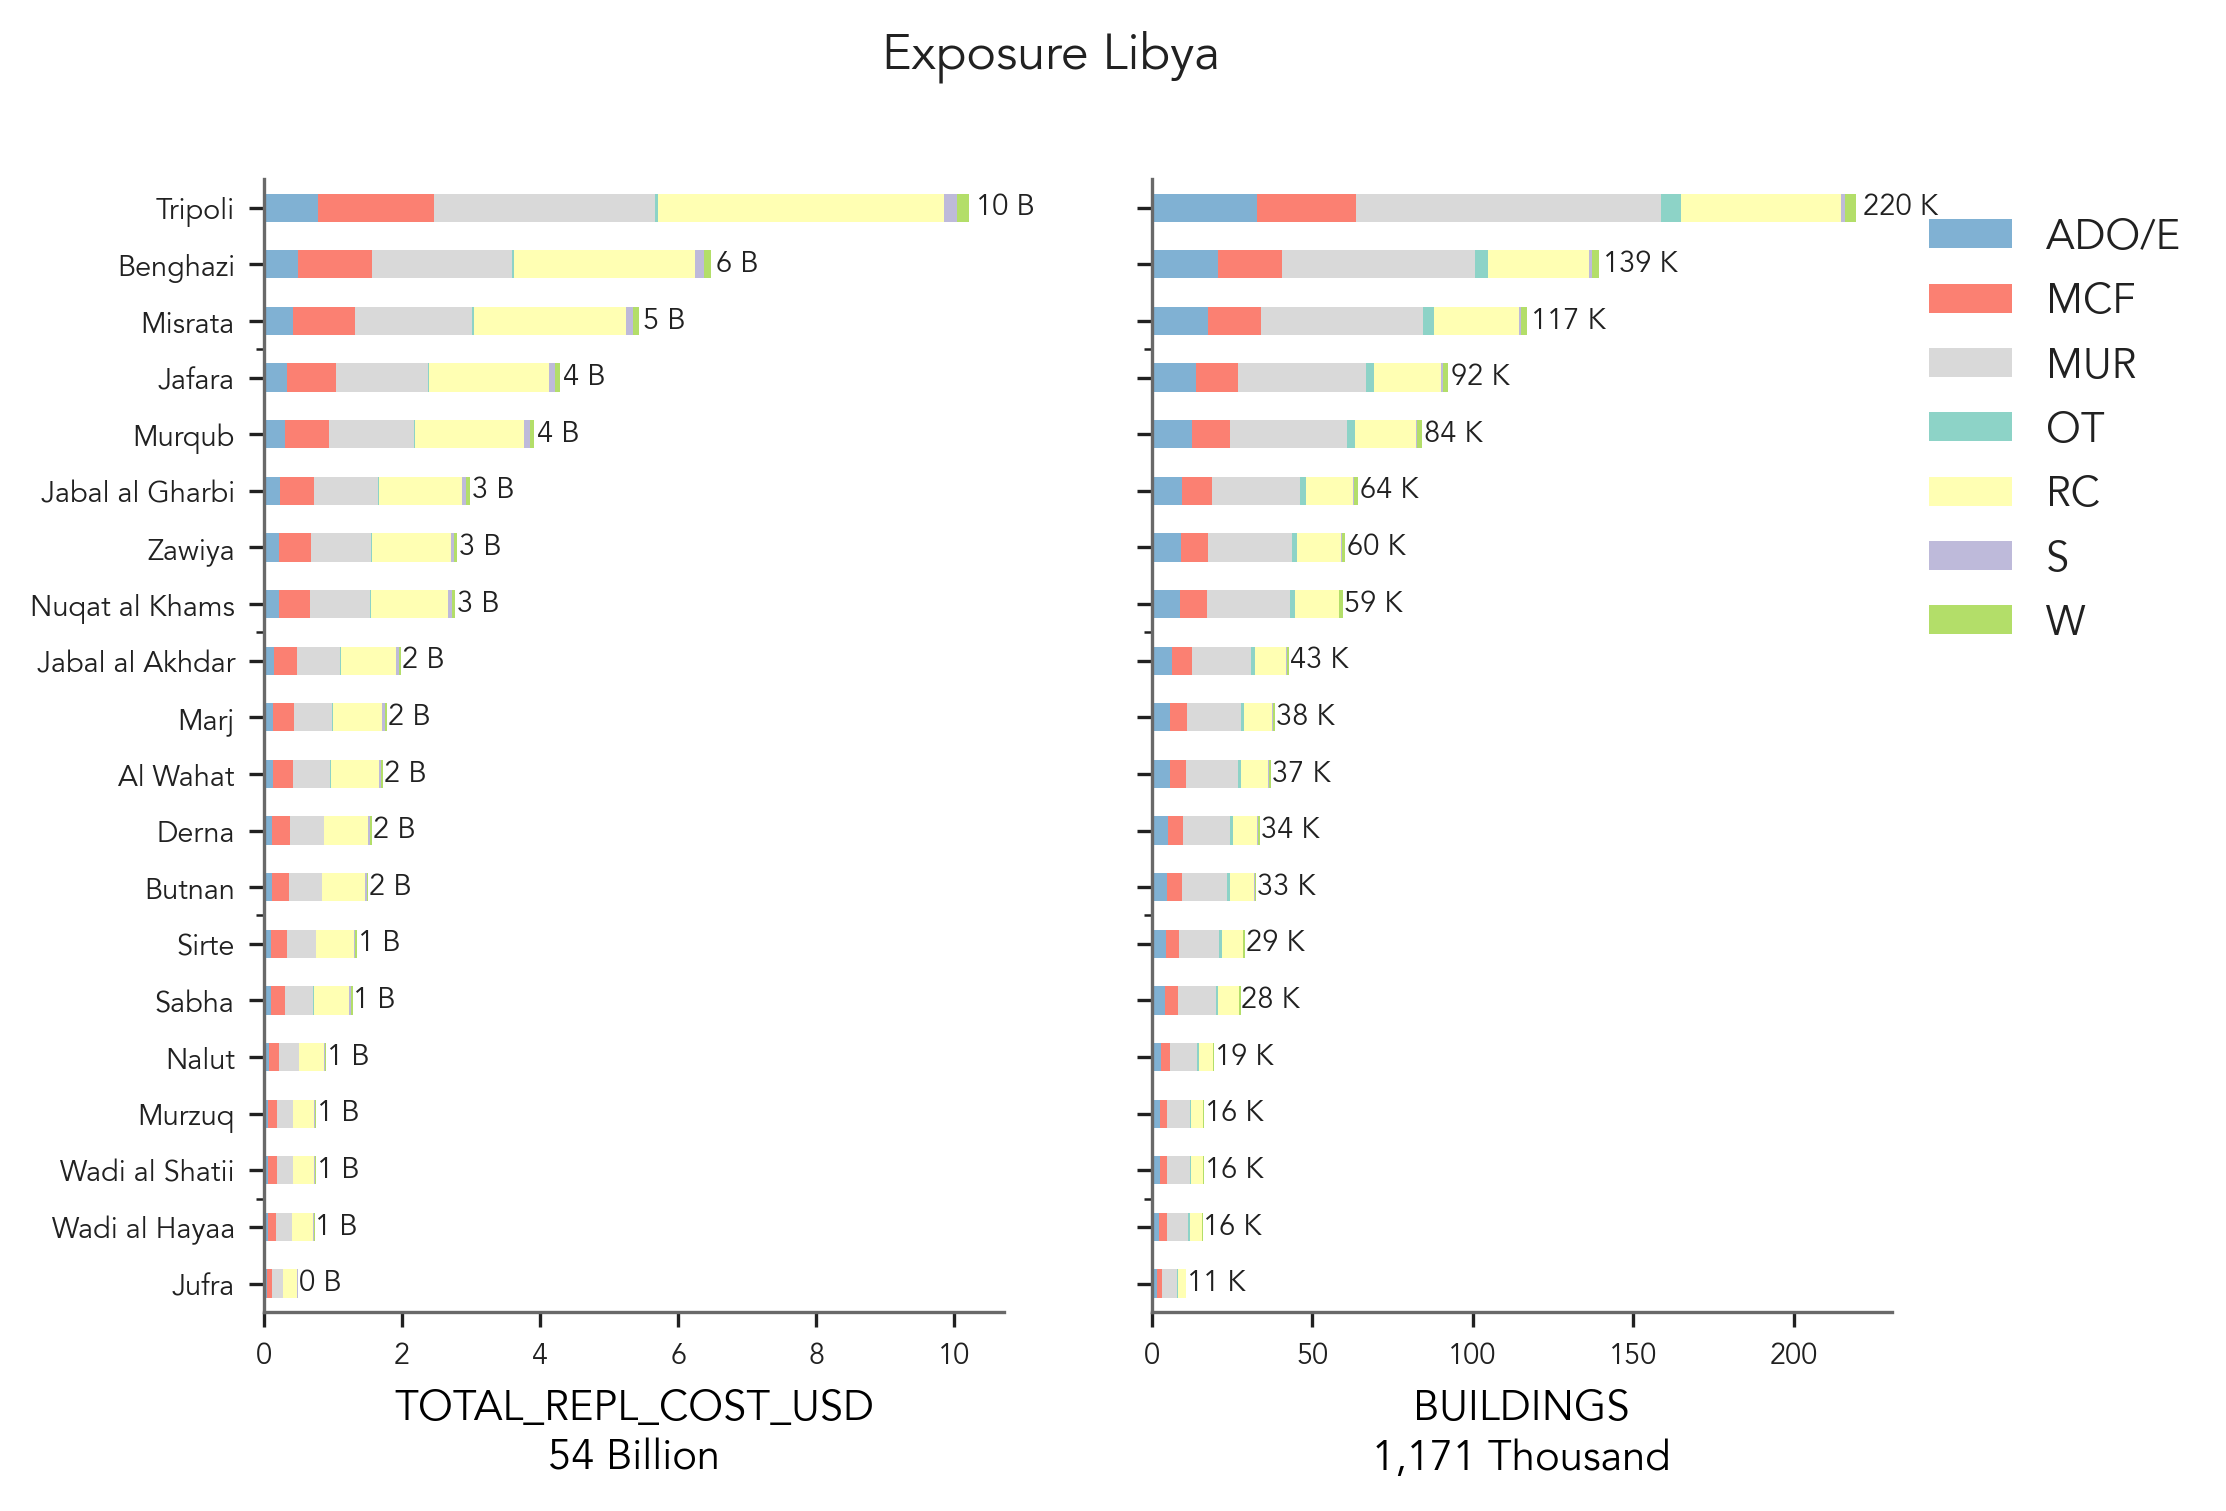 Exposure Libya
Tripoli
Benghazi
Misrata
Jafara
Murqub
Jabal al Gharbi
Zawiya
Nuqat al Khams
Jabal al Akhdar
Marj
Al Wahat
Derna
Butnan
Sirte
Sabha
Nalut
Murzuq
Wadi al Shatii
Wadi al Hayaa
Jufra
10 B
6 B
5 B
4 B
4 B
3 B
3 B
3 B
2 B
2 B
2 B
2 B
2 B
1 B
1 B
1 B
1 B
1 B
1 B
0 B
0 2 4 6 8 10
TOTAL_REPL_COST_USD
54 Billion
220 K
139 K
117 K
92 K
84 K
64 K
60 K
59 K
43 K
38 K
37 K
34 K
33 K
29 K
28 K
19 K
16 K
16 K
16 K
11 K
0 50 100 150 200
BUILDINGS
1,171 Thousand
ADO/E
MCF
MUR
OT
RC
S
W